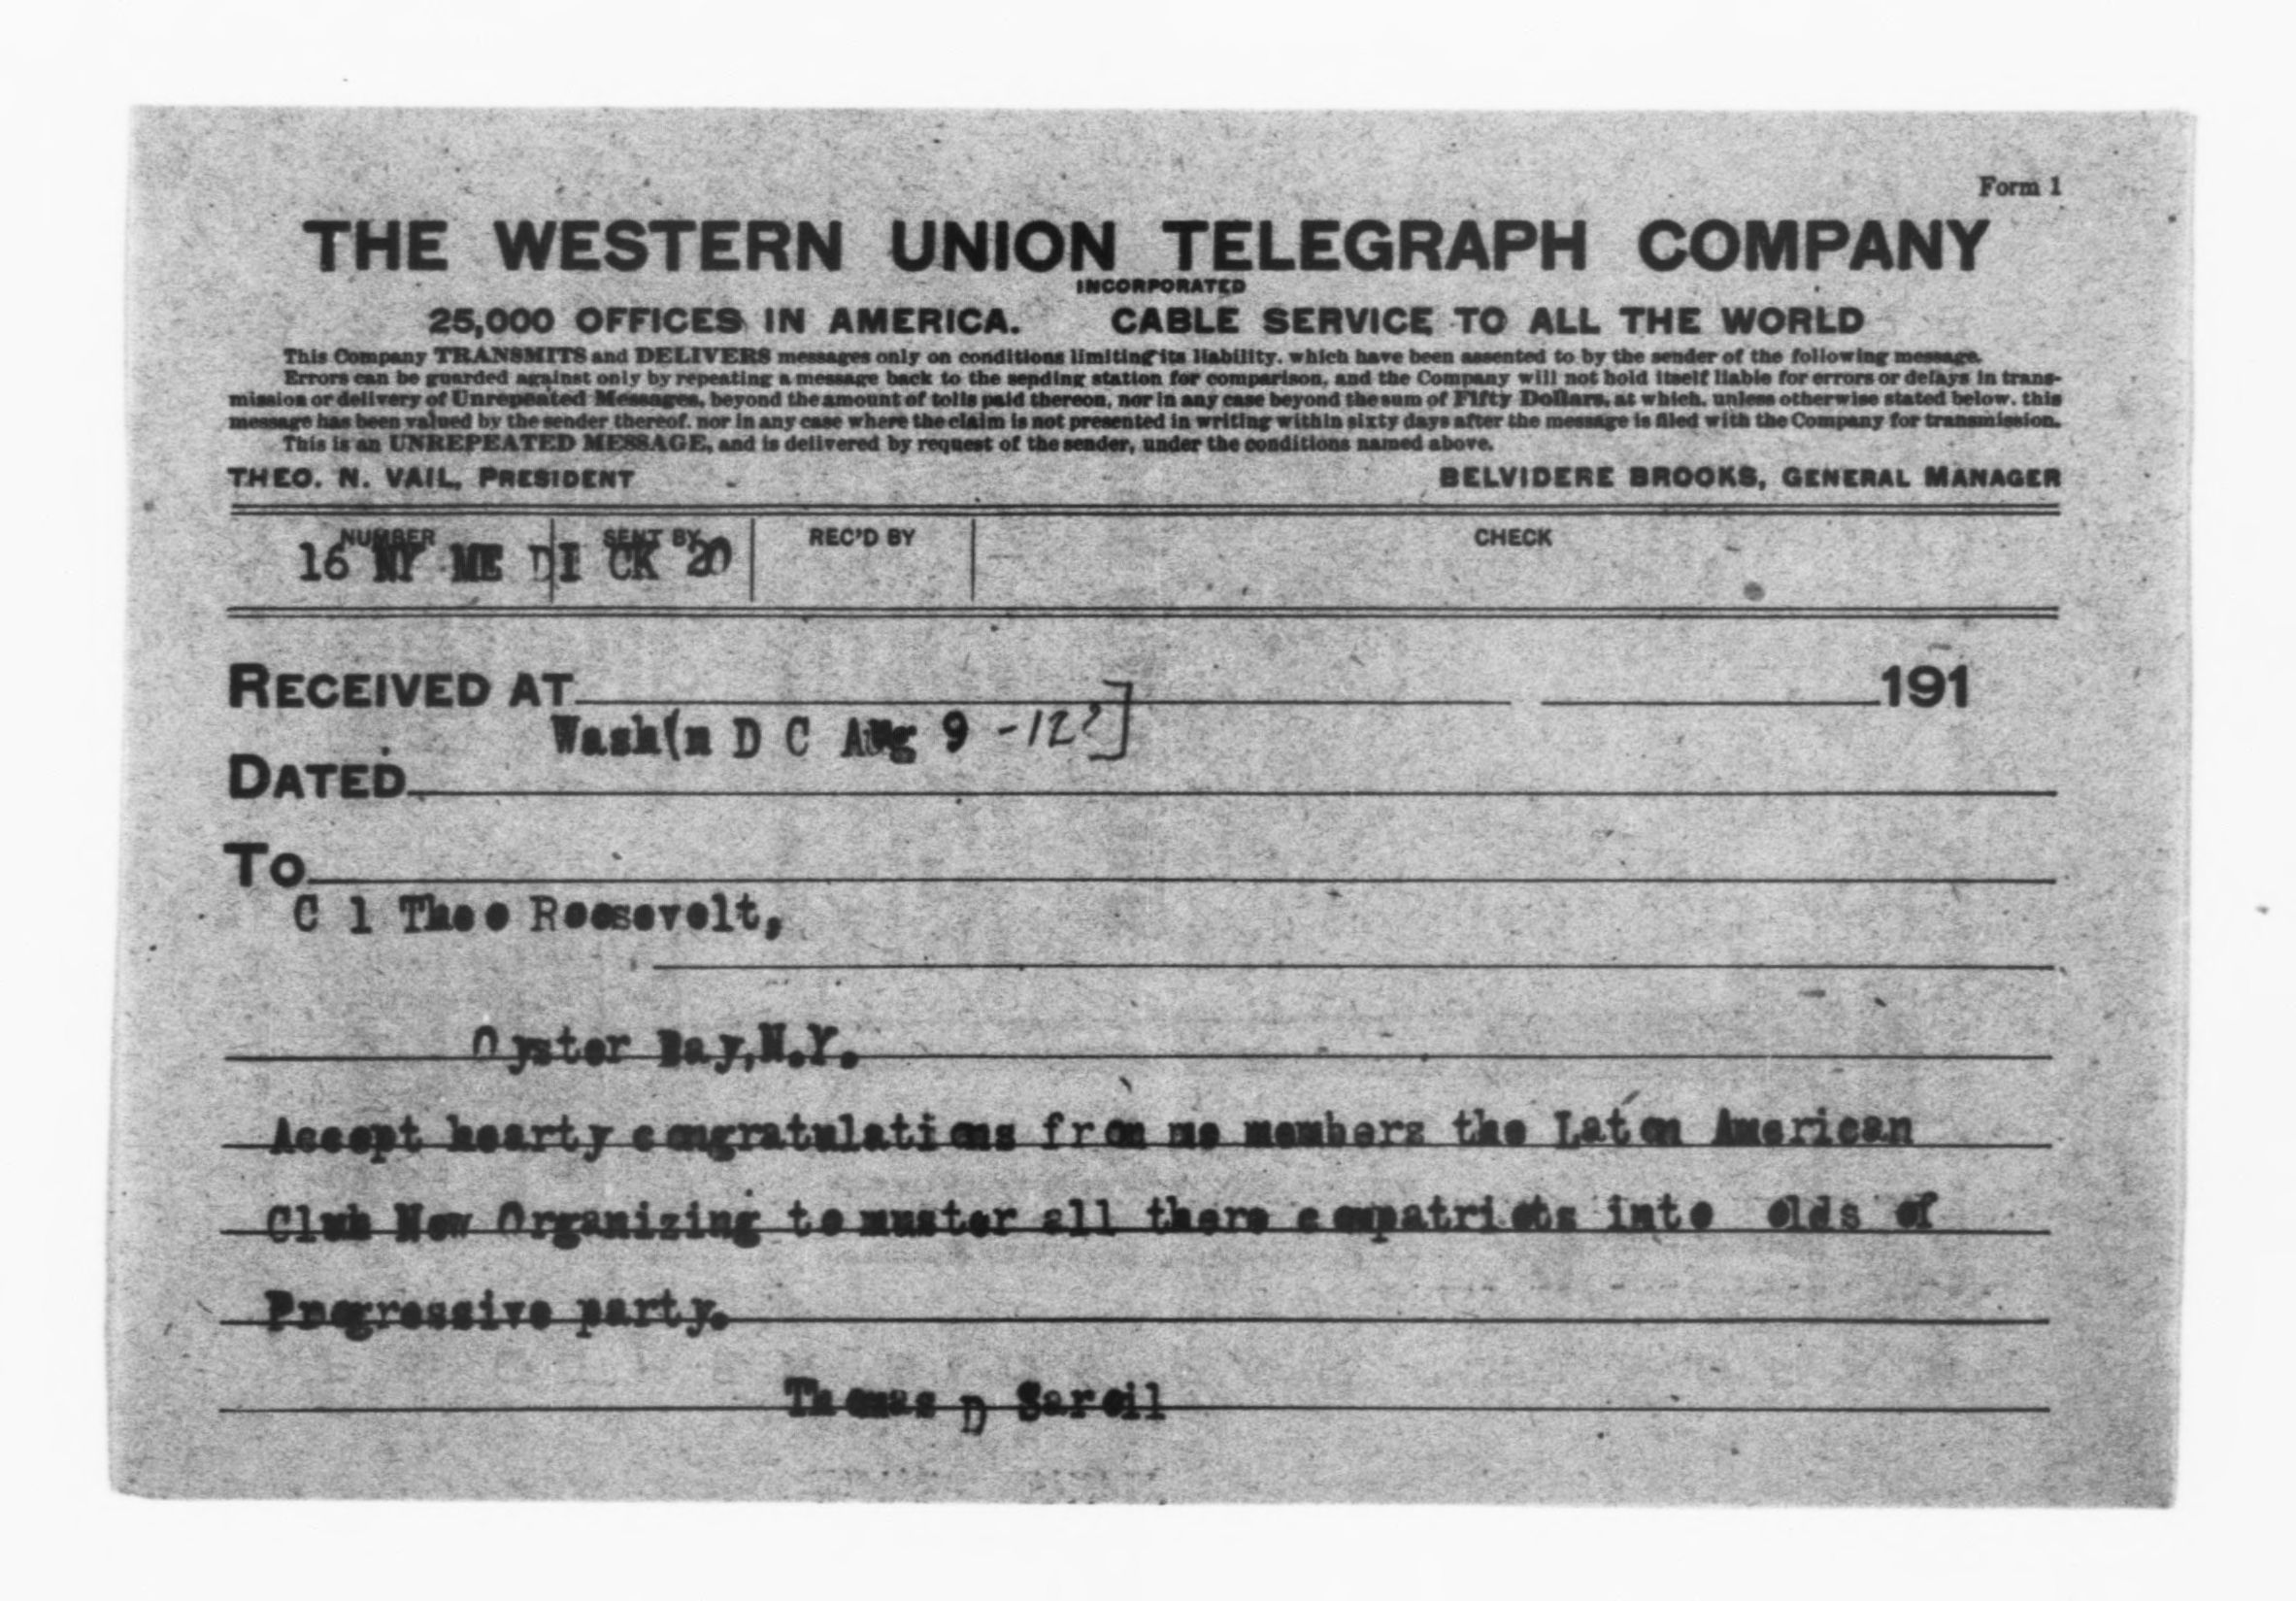 Form 1
THE WESTERN UNION TELEGRAPH COMPANY
INCORPORATED
25,000 OFFICES IN AMERICA. CABLE SERVICE TO ALL THE WORLD
This Company TRANSMITS and DELIVERS messages only on conditions limiting its liability, which have been assented to by the sender of the following message.
Errors can be guarded against only by repeating a message back to the sending station for comparison, and the Company will not hold itself liable for errors or delays in trans-
mission or delivery of Unrepeated Messages, beyond the amount of tolls paid thereon, nor in any case beyond the sum of Fifty Dollars, at which, unless otherwise stated below, this
message has been valued by the sender thereof, nor in any case where the claim is not presented in writing within sixty days after the message is filed with the Company for transmission.
This is an UNREPEATED MESSAGE, and is delivered by request of the sender, under the conditions named above.
THEO. N. VAIL, PRESIDENT BELVIDERE BROOKS, GENERAL MANAGER
NUMBER SENT BY REC'D BY CHECK
16 NY ME DI CK 20
RECEIVED AT 191
Wash(n D C Aug 9 -12?]
DATED
TO
C l Theo Roosevelt,
Oyster Bay,N.Y.
Accept hearty congratulations from me members the Laton American
Club Now Organizing to muster all there compatriots into olds of
Progressive party.
Thomas D